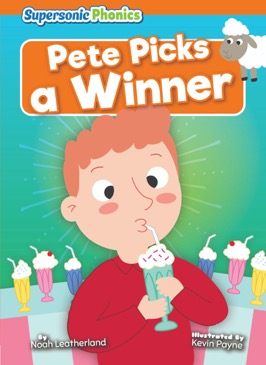 Supersonic Phonics
Pete Picks
a Winner
By
Noah Leatherland
Illustrated By
Kevin Payne